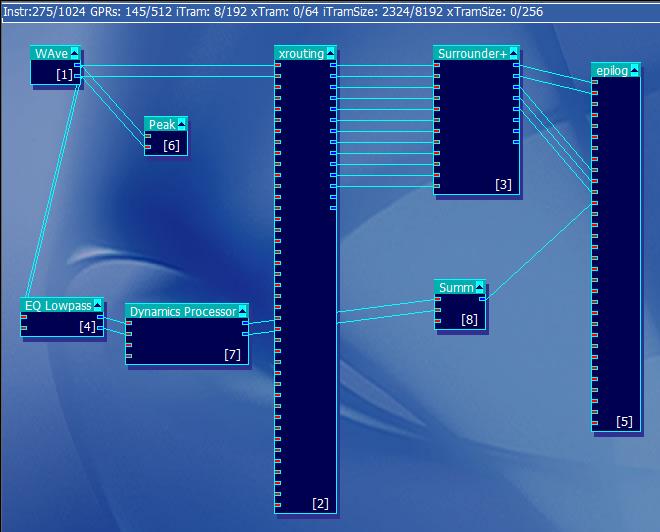 Instr:275/1024 GPRs: 145/512 iTram: 8/192 xTram: 0/64 iTramSize: 2324/8192 xTramSize: 0/256
WAve
[1]
Peak
[6]
xrouting
[2]
Surrounder+
[3]
epilog
[5]
EQ Lowpass
[4]
Dynamics Processor
[7]
Summ
[8]